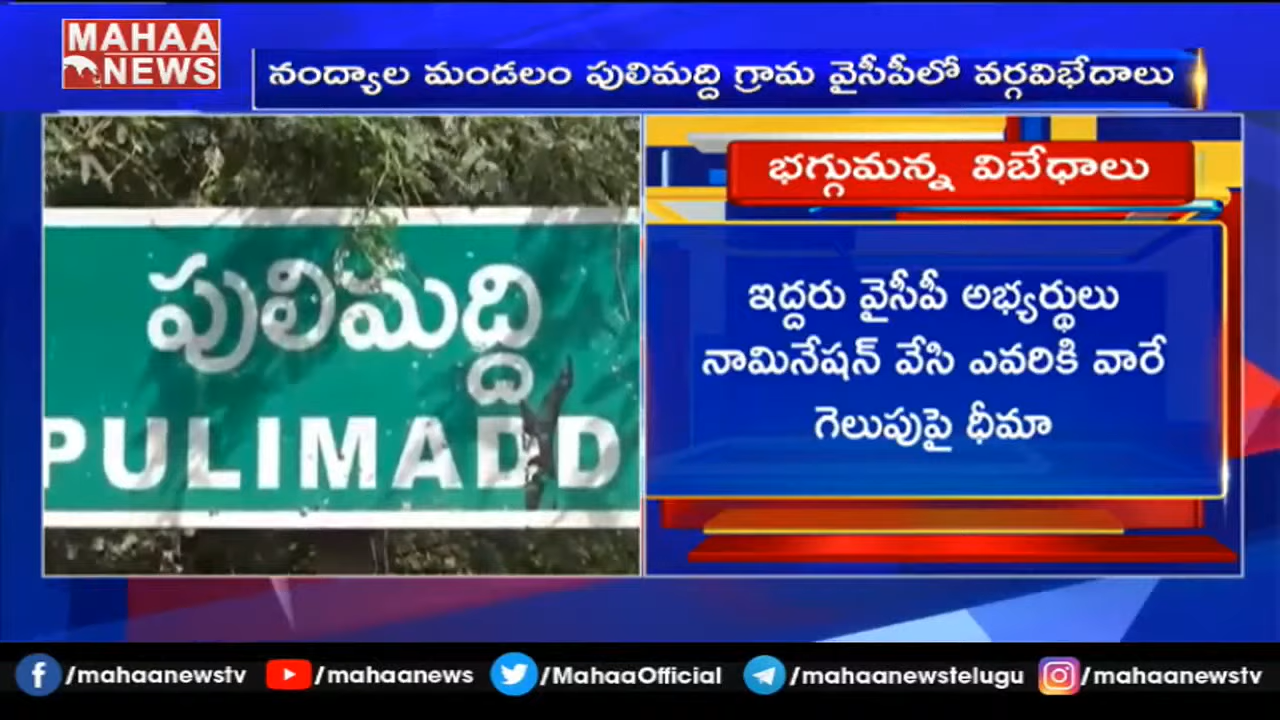 MAHAA
NEWS
నంద్యాల మండలం పులిమద్ది గ్రామ వైసీపీలో వర్గవిభేదాలు
పులిమద్ది
PULIMADD
భగ్గుమన్న విబేధాలు
ఇద్దరు వైసీపీ అభ్యర్థులు
నామినేషన్ వేసి ఎవరికి వారే
గెలుపుపై ధీమా
/mahaanewstv /mahaanews /MahaaOfficial /mahaanewstelugu /mahaanewstv